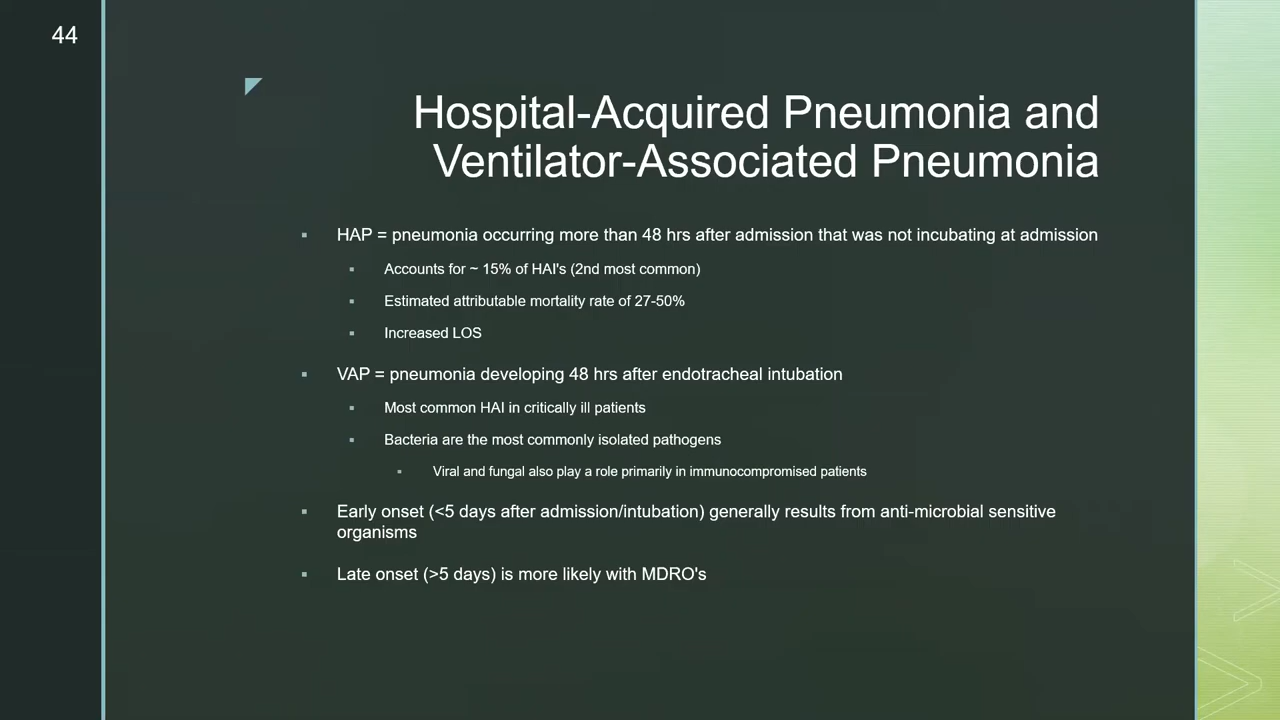 44
Hospital-Acquired Pneumonia and
Ventilator-Associated Pneumonia
HAP = pneumonia occurring more than 48 hrs after admission that was not incubating at admission
Accounts for ~ 15% of HAI's (2nd most common)
Estimated attributable mortality rate of 27-50%
Increased LOS
VAP = pneumonia developing 48 hrs after endotracheal intubation
Most common HAI in critically ill patients
Bacteria are the most commonly isolated pathogens
Viral and fungal also play a role primarily in immunocompromised patients
Early onset (<5 days after admission/intubation) generally results from anti-microbial sensitive
organisms
Late onset (>5 days) is more likely with MDRO's